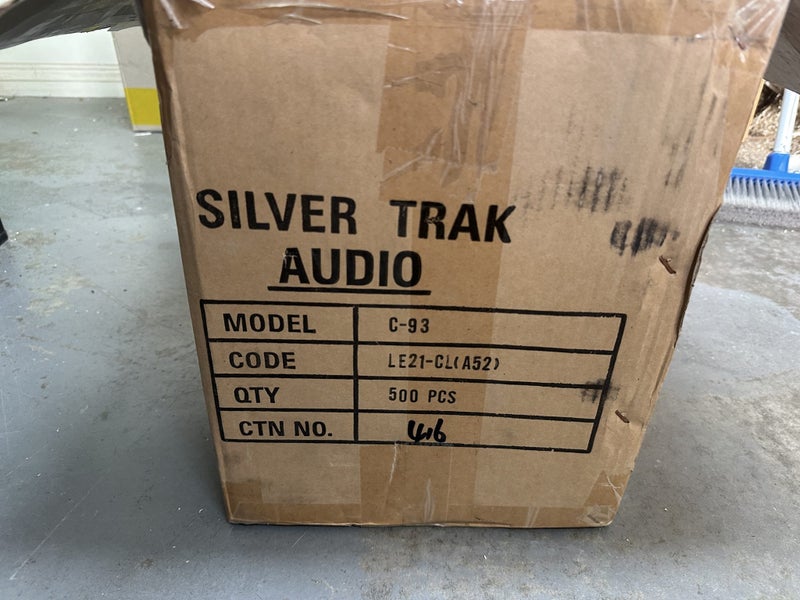 SILVER TRAK
AUDIO
MODEL C-93
CODE LE21-CL(A52)
QTY 500 PCS
CTN NO. 416